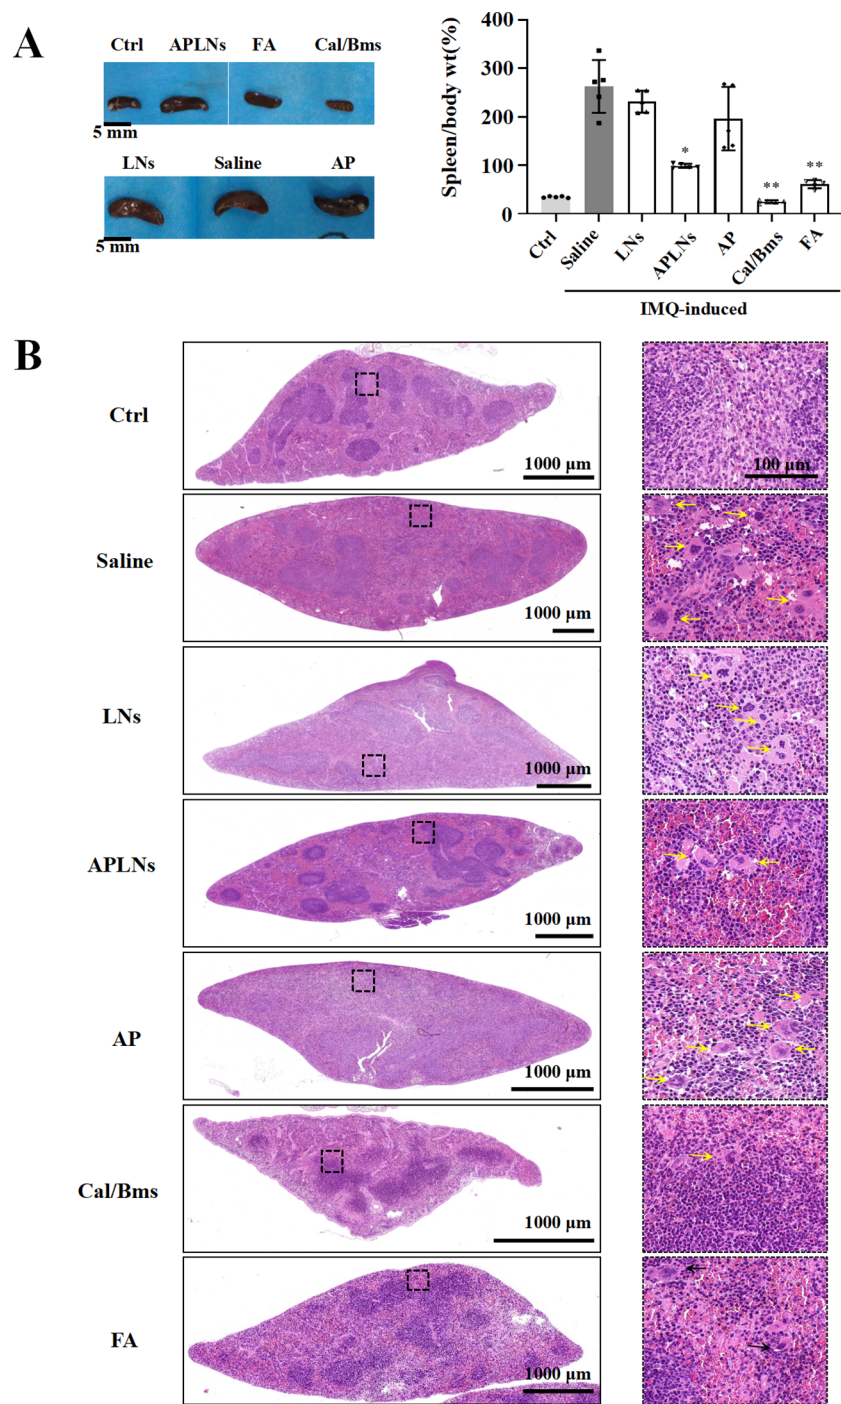 A
Ctrl APLNs FA Cal/Bms
5 mm
LNs Saline AP
5 mm
Spleen/body wt(%)
400
300
200
100
0
* ** **
Ctrl Saline LNs APLNs AP Cal/Bms FA
IMQ-induced
B
Ctrl
1000 μm
100 μm
Saline
1000 μm
LNs
1000 μm
APLNs
1000 μm
AP
1000 μm
Cal/Bms
1000 μm
FA
1000 μm